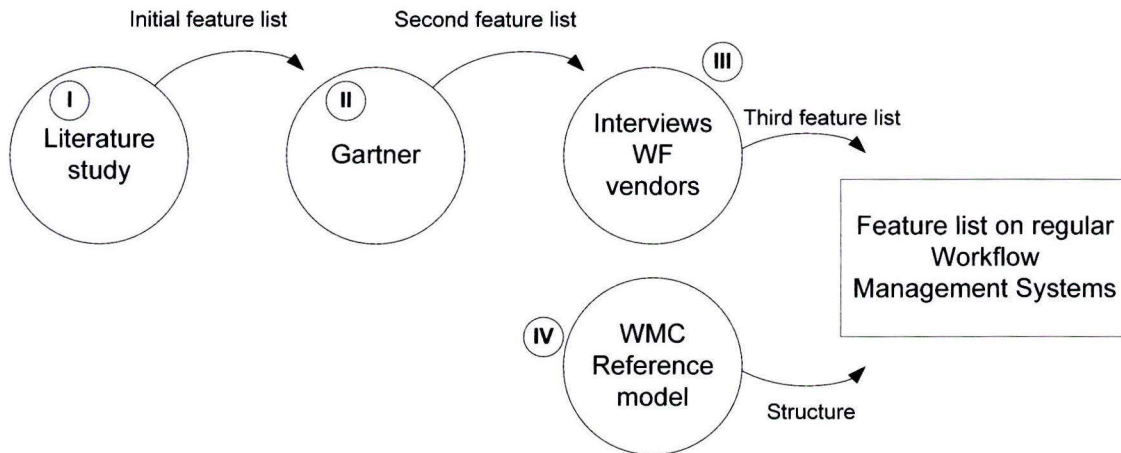 Initial feature list
Second feature list
I
Literature
study
II
Gartner
III
Interviews
WF
vendors
Third feature list
Feature list on regular
Workflow
Management Systems
IV
WMC
Reference
model
Structure